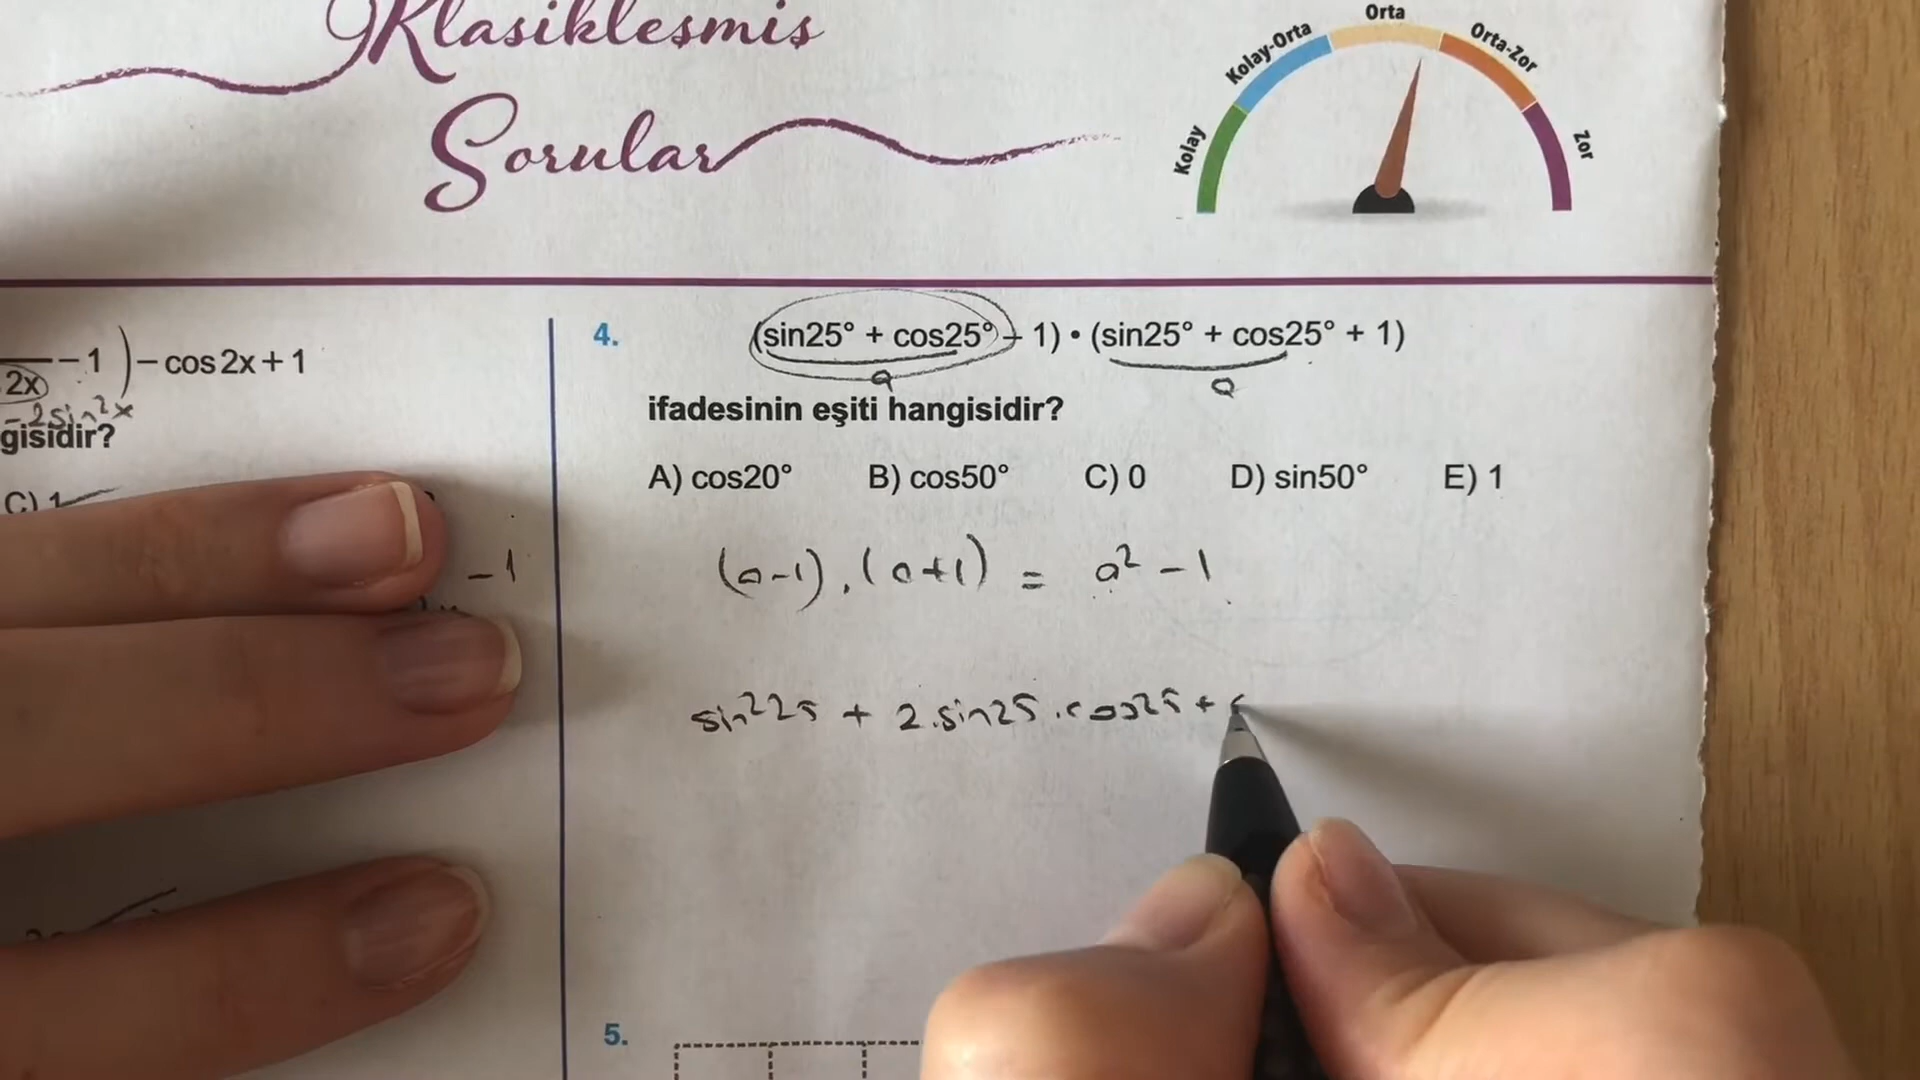 Klasikleşmiş
Sorular
Kolay
Kolay-Orta
Orta
Orta-Zor
Zor
2x
- 1 ) - cos 2x + 1
- 2sin²x
gisidir?
C) 1
- 1
4. (sin25° + cos25° - 1) • (sin25° + cos25° + 1)
a a
ifadesinin eşiti hangisidir?
A) cos20° B) cos50° C) 0 D) sin50° E) 1
(a-1).(a+1) = a² - 1
sin²25 + 2.sin25.cos25 +
5.